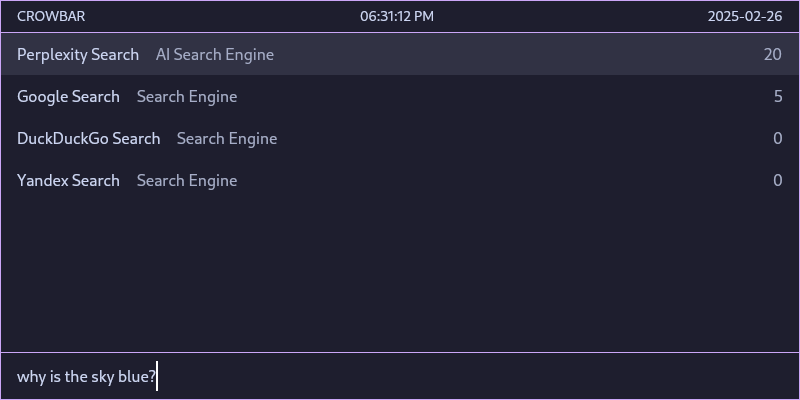 CROWBAR 06:31:12 PM 2025-02-26
Perplexity Search AI Search Engine 20
Google Search Search Engine 5
DuckDuckGo Search Search Engine 0
Yandex Search Search Engine 0
why is the sky blue?